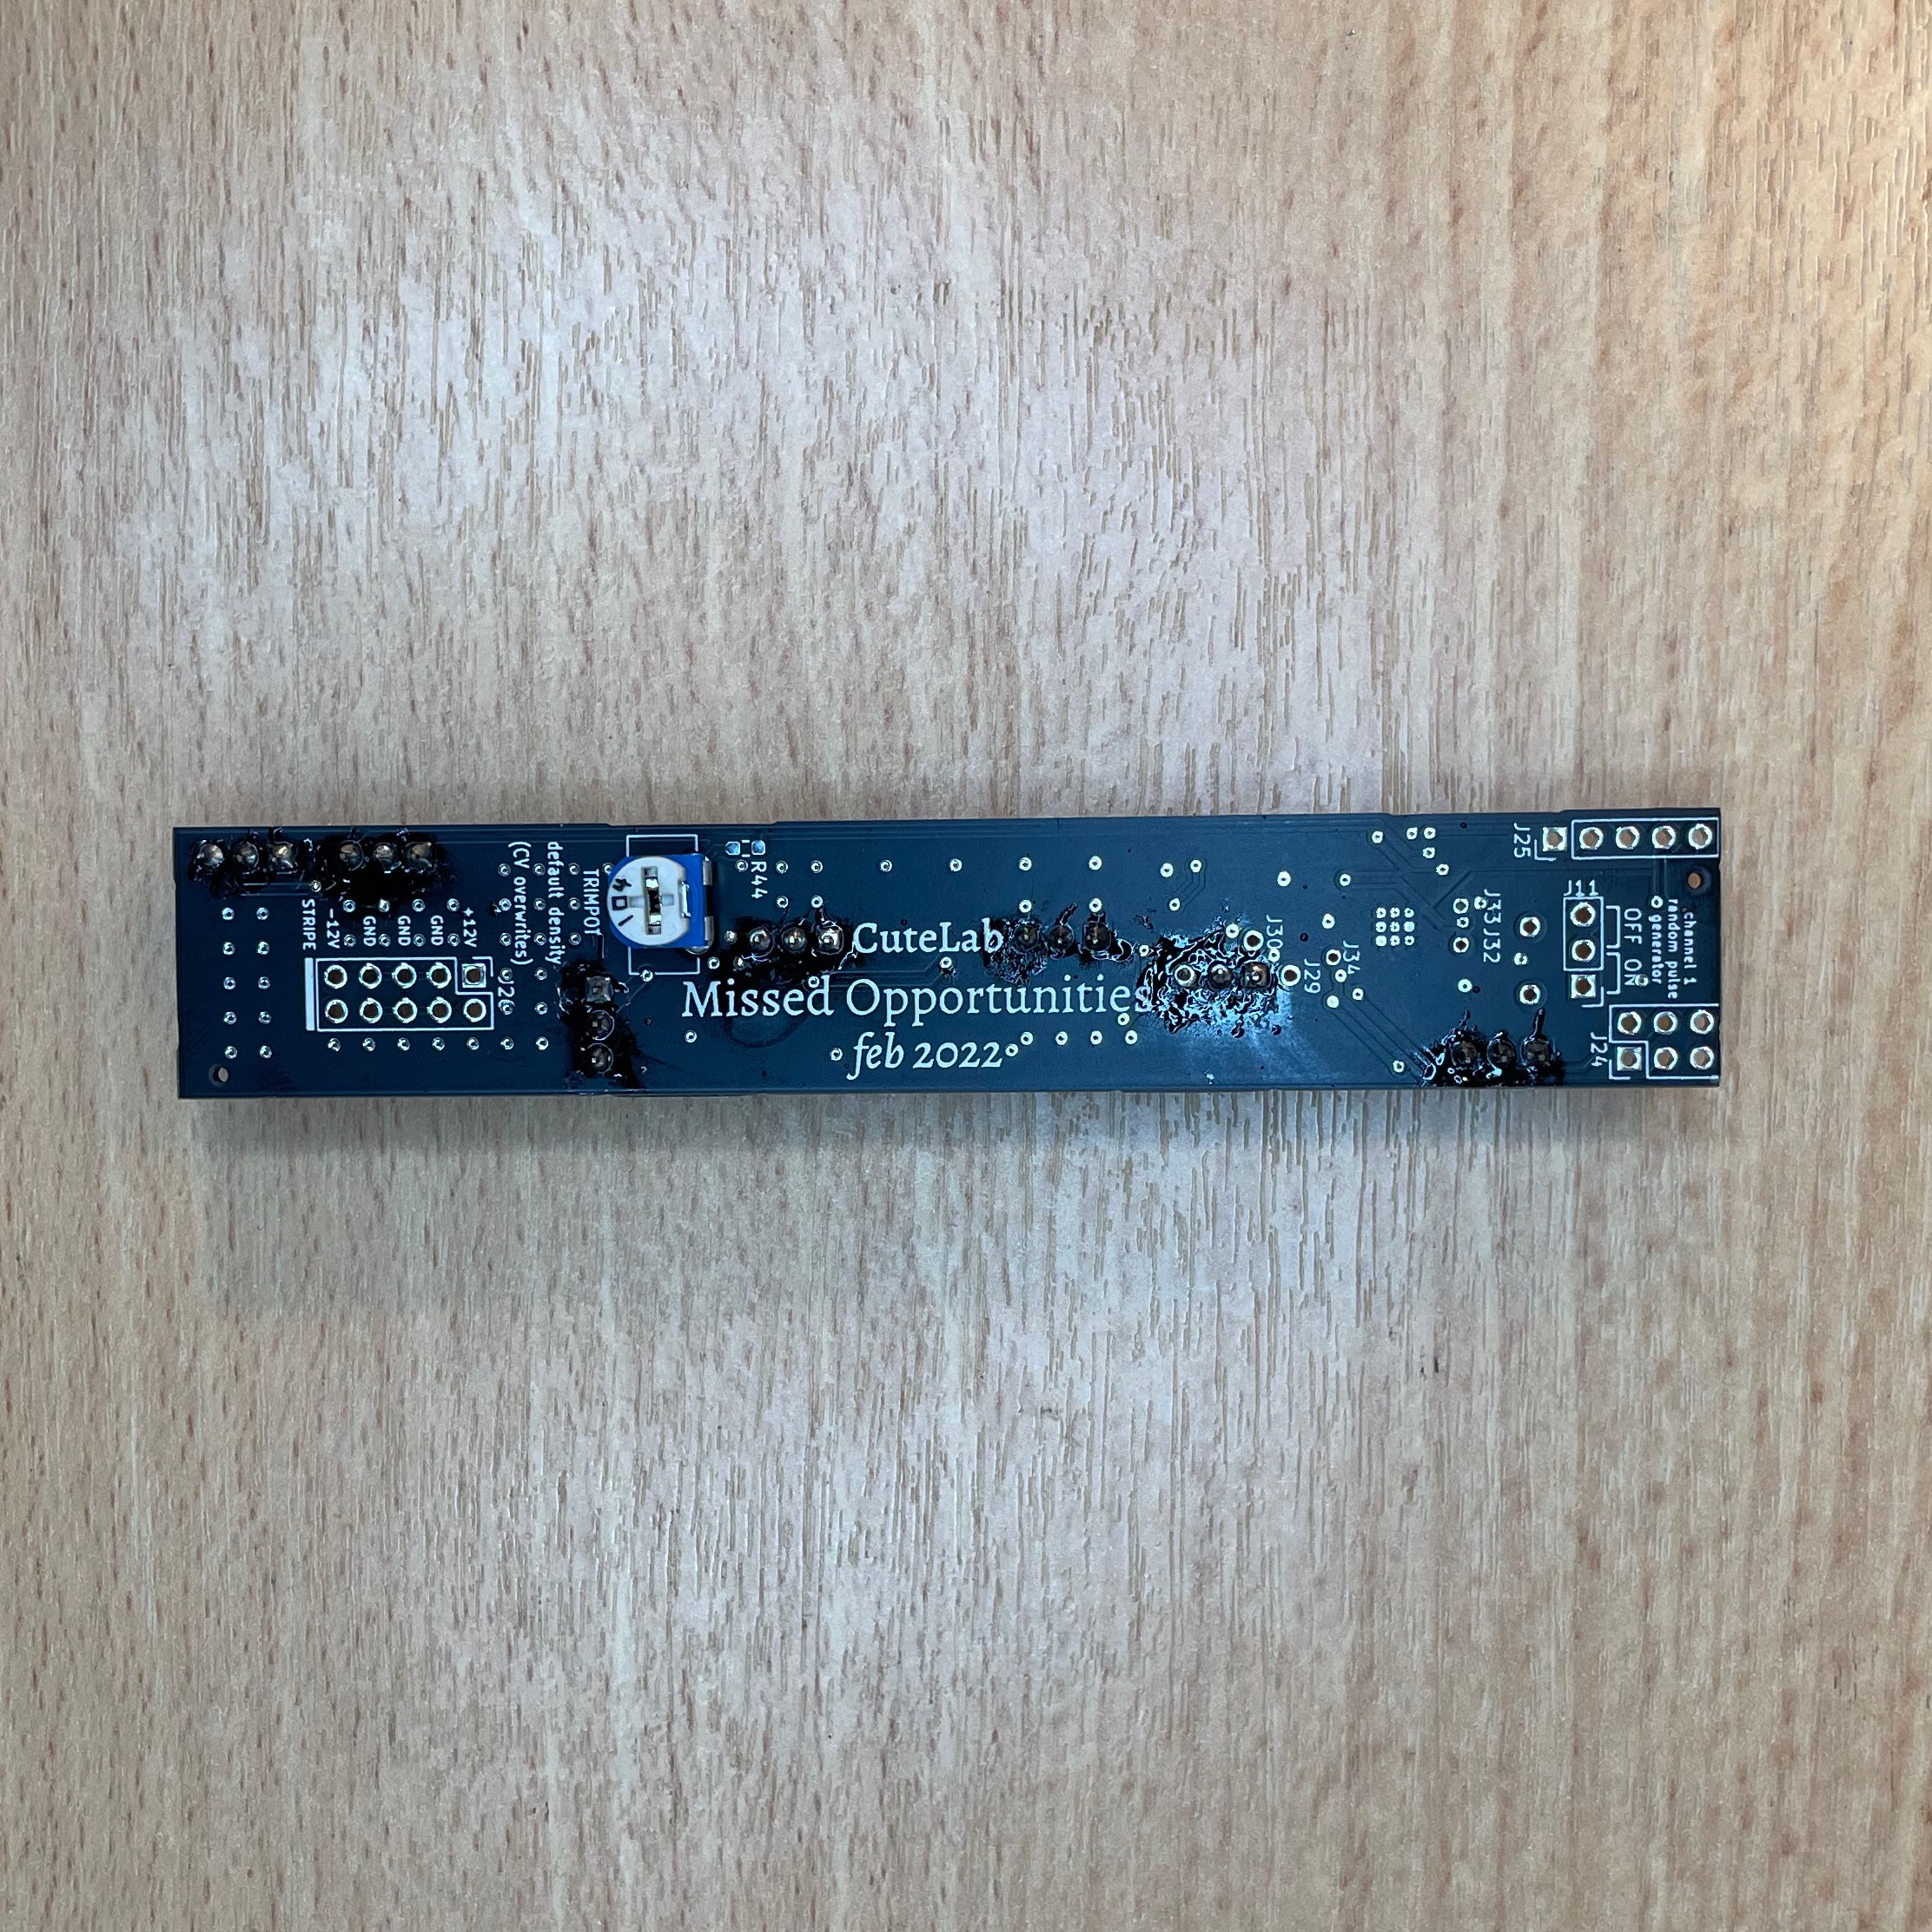 CuteLab
Missed Opportunities
feb 2022
STRIPE
-12V
GND
GND
GND
+12V
default density
(CV overwrites)
TRIMPOT
R44
J30
J29
J34
J33
J32
J25
J11
OFF ON
channel 1
random pulse
generator
J24